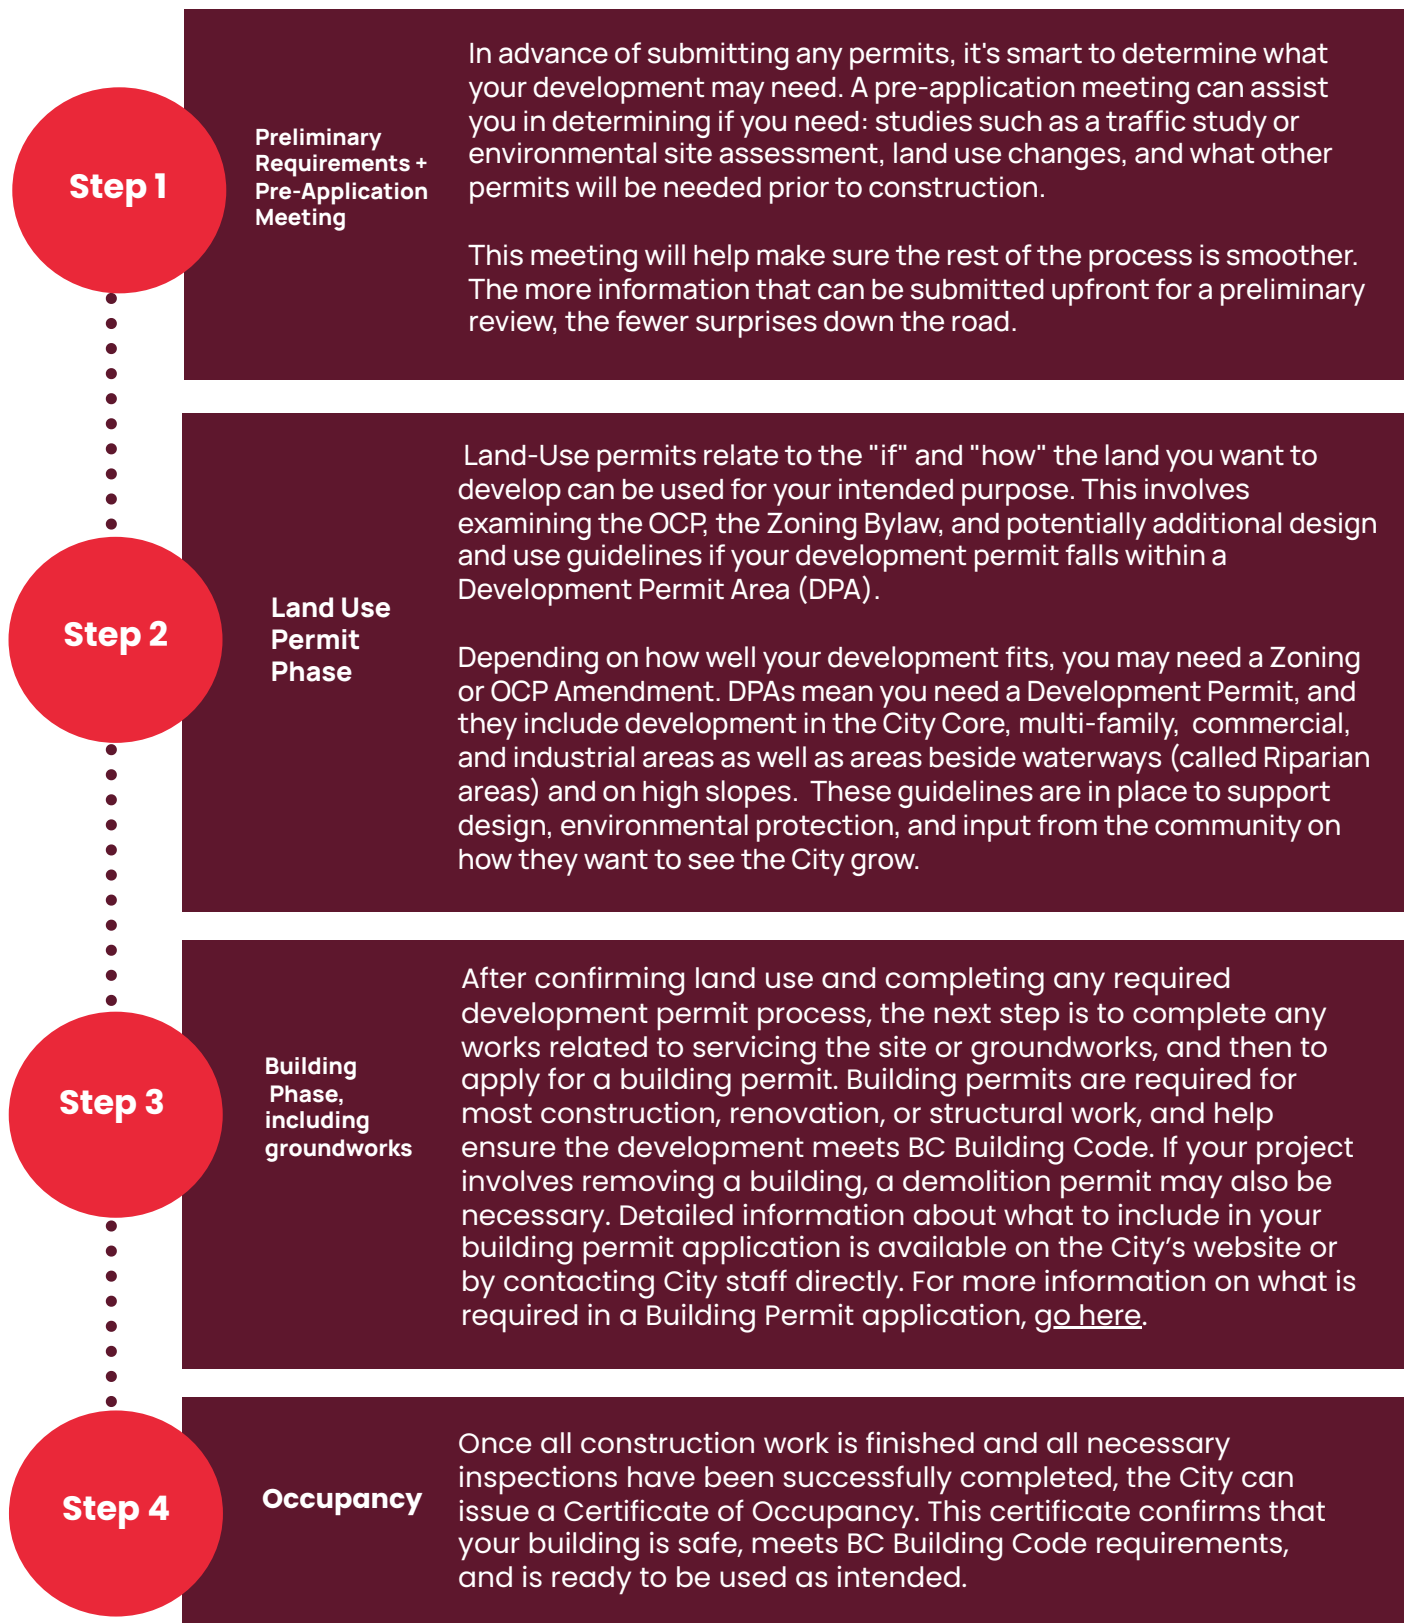 Step 1
Preliminary
Requirements +
Pre-Application
Meeting
In advance of submitting any permits, it's smart to determine what
your development may need. A pre-application meeting can assist
you in determining if you need: studies such as a traffic study or
environmental site assessment, land use changes, and what other
permits will be needed prior to construction.
This meeting will help make sure the rest of the process is smoother.
The more information that can be submitted upfront for a preliminary
review, the fewer surprises down the road.
Step 2
Land Use
Permit
Phase
Land-Use permits relate to the "if" and "how" the land you want to
develop can be used for your intended purpose. This involves
examining the OCP, the Zoning Bylaw, and potentially additional design
and use guidelines if your development permit falls within a
Development Permit Area (DPA).
Depending on how well your development fits, you may need a Zoning
or OCP Amendment. DPAs mean you need a Development Permit, and
they include development in the City Core, multi-family,  commercial,
and industrial areas as well as areas beside waterways (called Riparian
areas) and on high slopes.  These guidelines are in place to support
design, environmental protection, and input from the community on
how they want to see the City grow.
Step 3
Building
Phase,
including
groundworks
After confirming land use and completing any required
development permit process, the next step is to complete any
works related to servicing the site or groundworks, and then to
apply for a building permit. Building permits are required for
most construction, renovation, or structural work, and help
ensure the development meets BC Building Code. If your project
involves removing a building, a demolition permit may also be
necessary. Detailed information about what to include in your
building permit application is available on the City’s website or
by contacting City staff directly. For more information on what is
required in a Building Permit application, go here.
Step 4
Occupancy
Once all construction work is finished and all necessary
inspections have been successfully completed, the City can
issue a Certificate of Occupancy. This certificate confirms that
your building is safe, meets BC Building Code requirements,
and is ready to be used as intended.